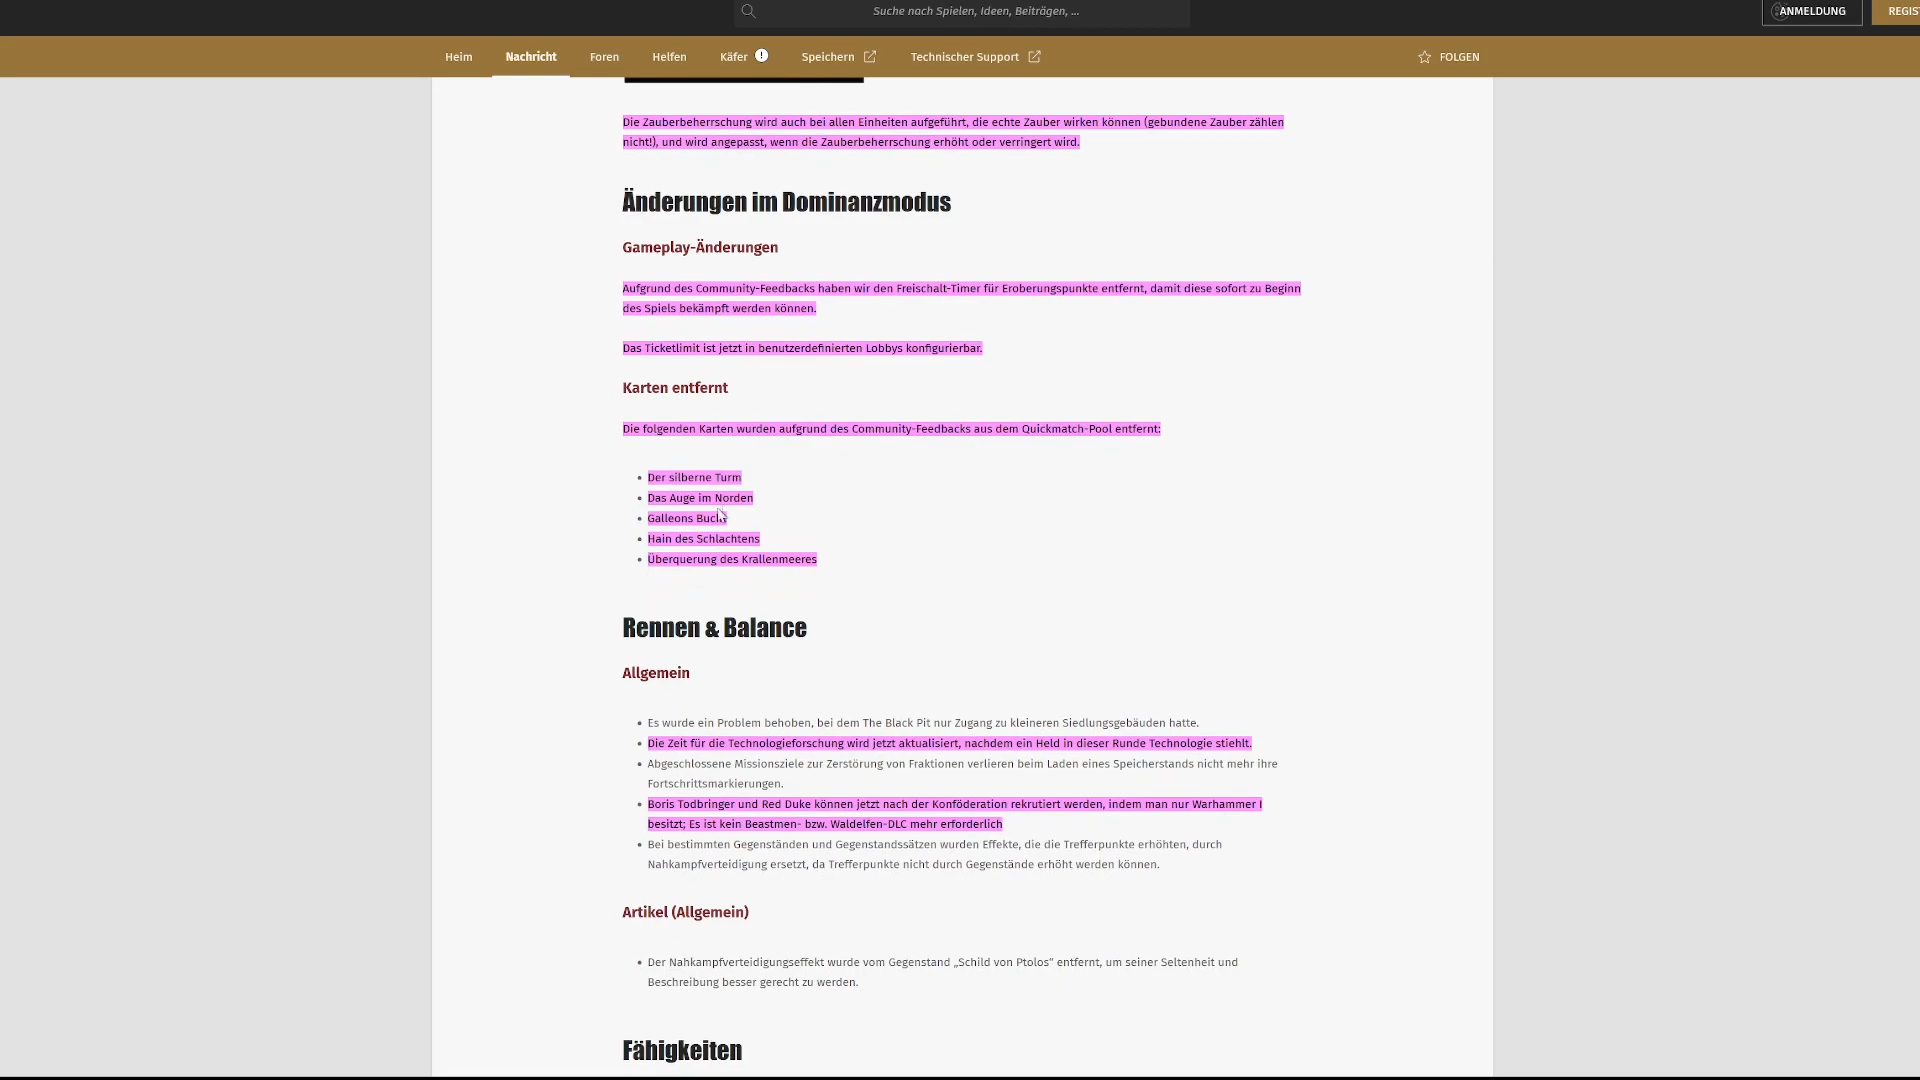 Suche nach Spielen, Ideen, Beiträgen, ...
ANMELDUNG
Heim
Nachricht
Foren
Helfen
Käfer
Speichern
Technischer Support
FOLGEN
Die Zauberbeherrschung wird auch bei allen Einheiten aufgeführt, die echte Zauber wirken können (gebundene Zauber zählen
nicht!), und wird angepasst, wenn die Zauberbeherrschung erhöht oder verringert wird.
Änderungen im Dominanzmodus
Gameplay-Änderungen
Aufgrund des Community-Feedbacks haben wir den Freischalt-Timer für Eroberungspunkte entfernt, damit diese sofort zu Beginn
des Spiels bekämpft werden können.
Das Ticketlimit ist jetzt in benutzerdefinierten Lobbys konfigurierbar.
Karten entfernt
Die folgenden Karten wurden aufgrund des Community-Feedbacks aus dem Quickmatch-Pool entfernt:
• Der silberne Turm
• Das Auge im Norden
• Galleons Bucht
• Hain des Schlachtens
• Überquerung des Krallenmeeres
Rennen & Balance
Allgemein
• Es wurde ein Problem behoben, bei dem The Black Pit nur Zugang zu kleineren Siedlungsgebäuden hatte.
• Die Zeit für die Technologieforschung wird jetzt aktualisiert, nachdem ein Held in dieser Runde Technologie stiehlt.
• Abgeschlossene Missionsziele zur Zerstörung von Fraktionen verlieren beim Laden eines Speicherstands nicht mehr ihre
Fortschrittsmarkierungen.
• Boris Todbringer und Red Duke können jetzt nach der Konföderation rekrutiert werden, indem man nur Warhammer I
besitzt; Es ist kein Beastmen- bzw. Waldelfen-DLC mehr erforderlich
• Bei bestimmten Gegenständen und Gegenstandssätzen wurden Effekte, die die Trefferpunkte erhöhten, durch
Nahkampfverteidigung ersetzt, da Trefferpunkte nicht durch Gegenstände erhöht werden können.
Artikel (Allgemein)
• Der Nahkampfverteidigungseffekt wurde vom Gegenstand „Schild von Ptolos“ entfernt, um seiner Seltenheit und
Beschreibung besser gerecht zu werden.
Fähigkeiten